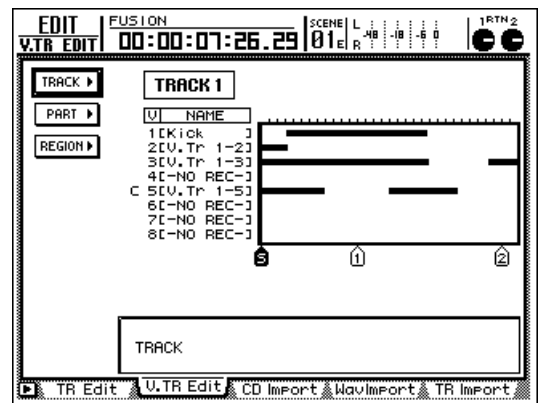 EDIT FUSION SCENE L 1RTN2
V.TR EDIT 00:00:07:26.29 01E R -48 -18 -6 0
TRACK TRACK 1
PART V NAME
1[Kick ]
REGION 2[V.Tr 1-2]
3[V.Tr 1-3]
4[-NO REC-]
C 5[V.Tr 1-5]
6[-NO REC-]
7[-NO REC-]
8[-NO REC-]
S 1 2
TRACK
TR Edit V.TR Edit CD Import WavImport TR Import